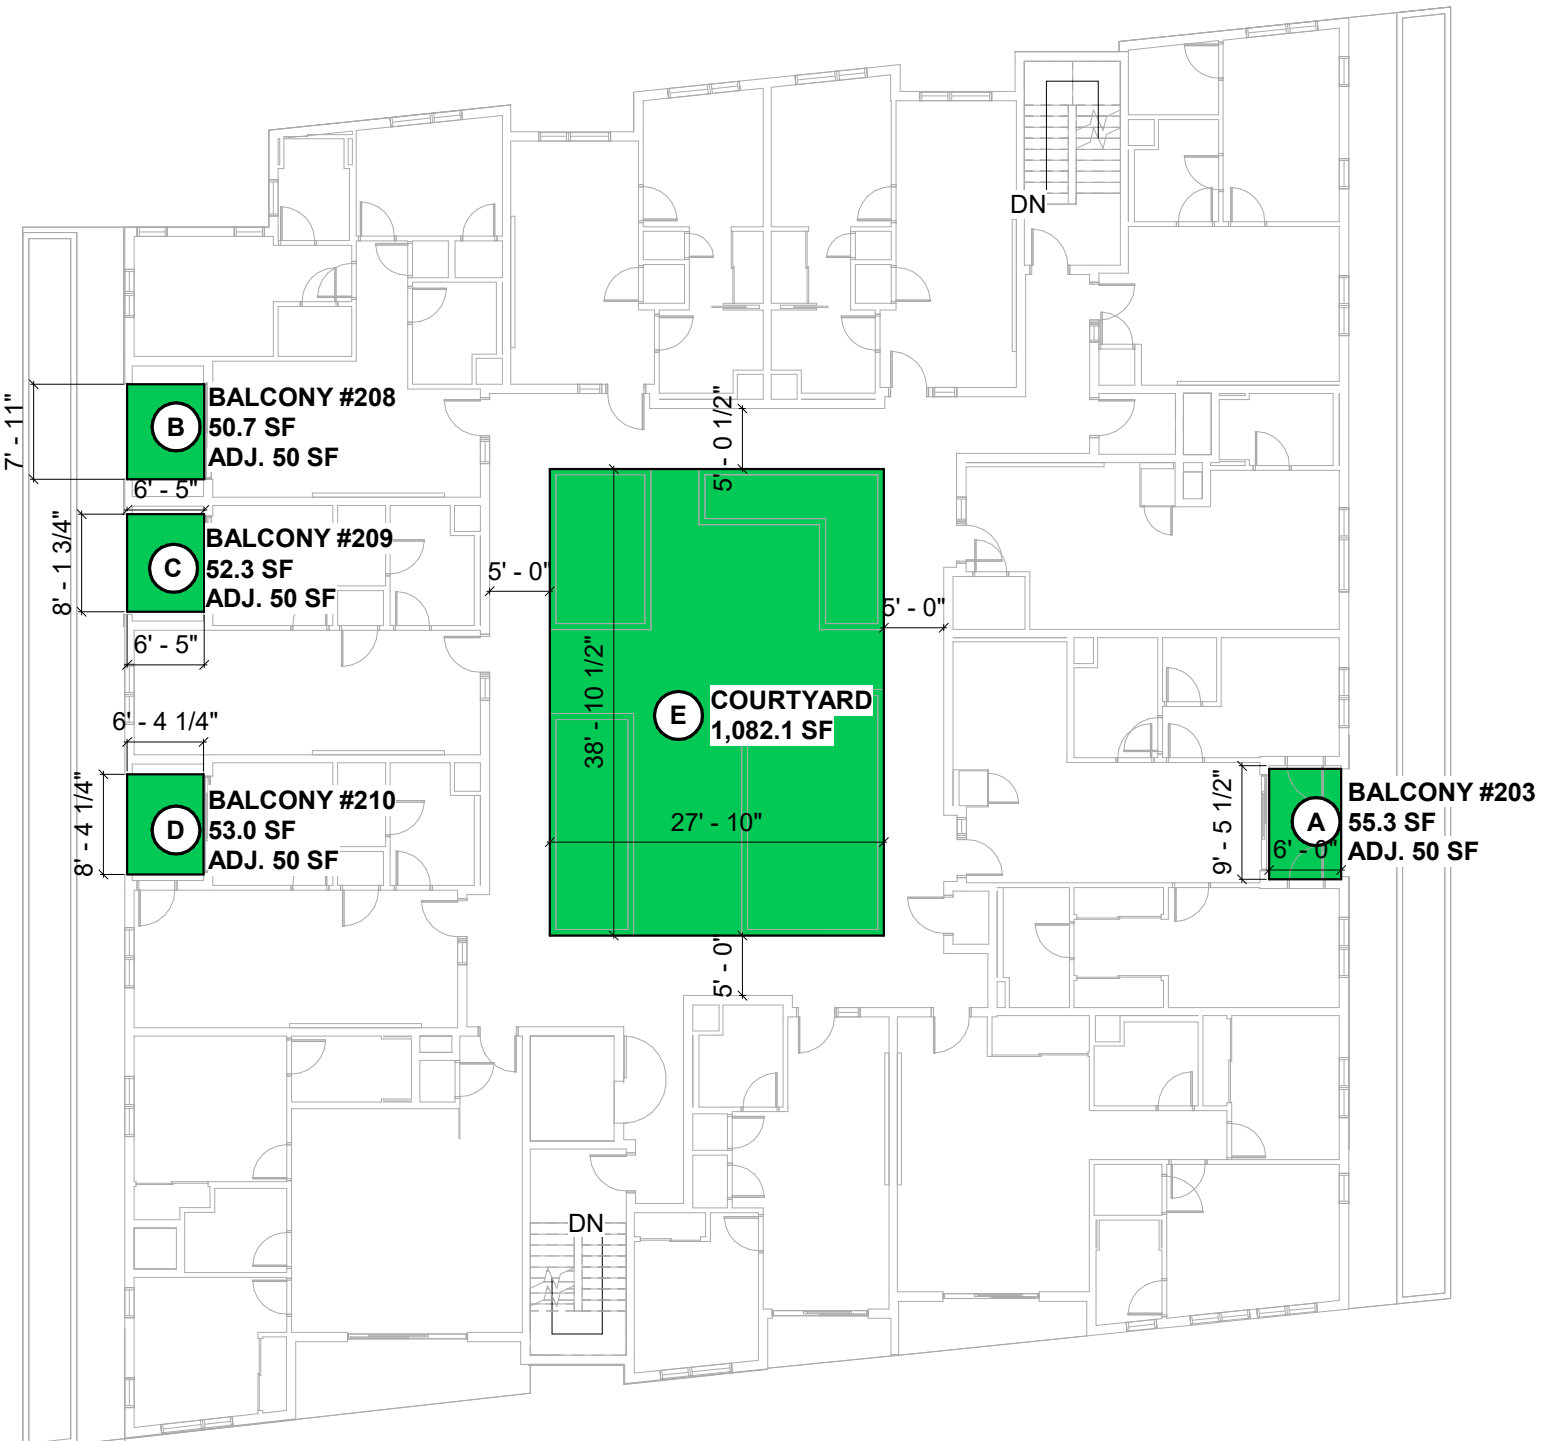 DN
7' - 11"
B
BALCONY #208
50.7 SF
ADJ. 50 SF
6' - 5"
5' - 0 1/2"
8' - 1 3/4"
C
BALCONY #209
52.3 SF
ADJ. 50 SF
6' - 5"
5' - 0"
5' - 0"
38' - 10 1/2"
E
COURTYARD
1,082.1 SF
27' - 10"
6' - 4 1/4"
8' - 4 1/4"
D
BALCONY #210
53.0 SF
ADJ. 50 SF
9' - 5 1/2"
A
6' - 0"
BALCONY #203
55.3 SF
ADJ. 50 SF
5' - 0"
DN